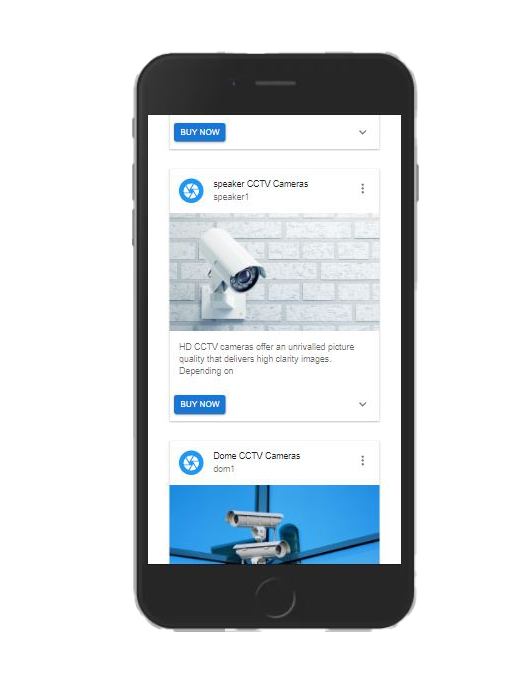 BUY NOW
speaker CCTV Cameras
speaker1
HD CCTV cameras offer an unrivalled picture
quality that delivers high clarity images.
Depending on
BUY NOW
Dome CCTV Cameras
dom1